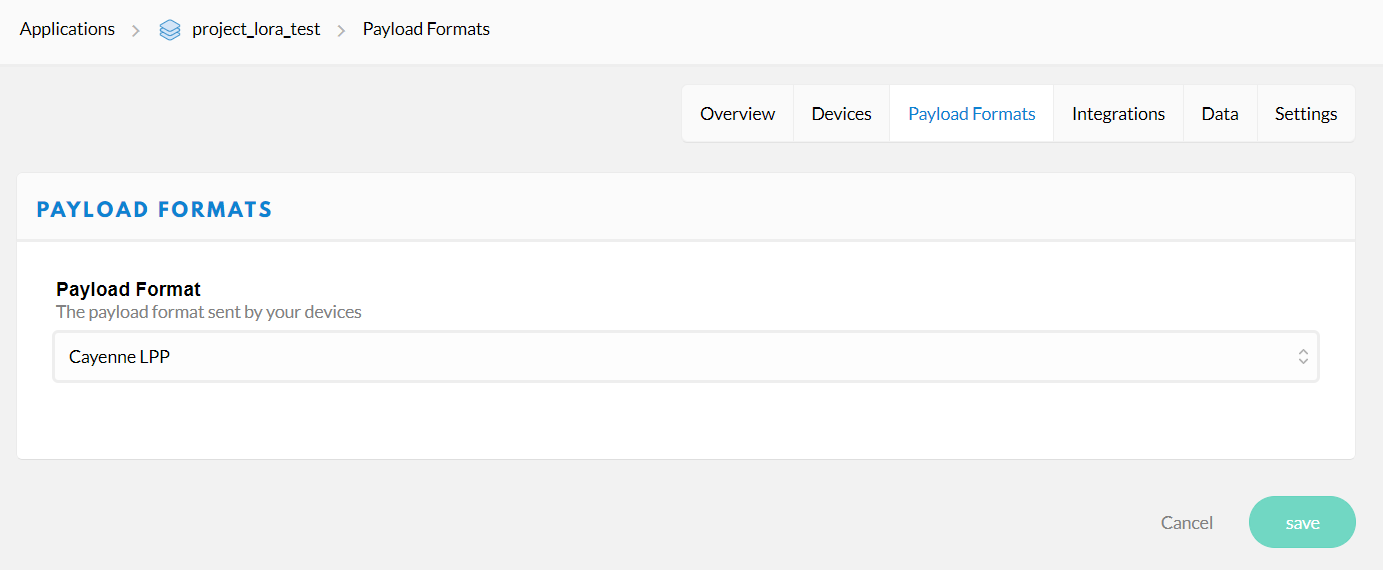 Applications project_lora_test Payload Formats
Overview Devices Payload Formats Integrations Data Settings
PAYLOAD FORMATS
Payload Format
The payload format sent by your devices
Cayenne LPP
Cancel save